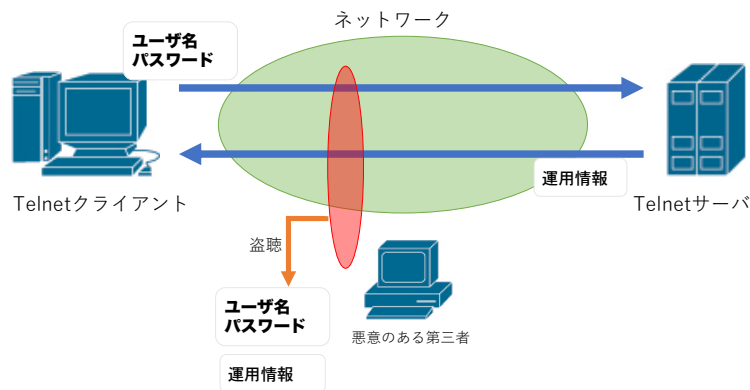 ネットワーク
ユーザ名
パスワード
運用情報
Telnetクライアント
Telnetサーバ
盗聴
ユーザ名
パスワード
悪意のある第三者
運用情報